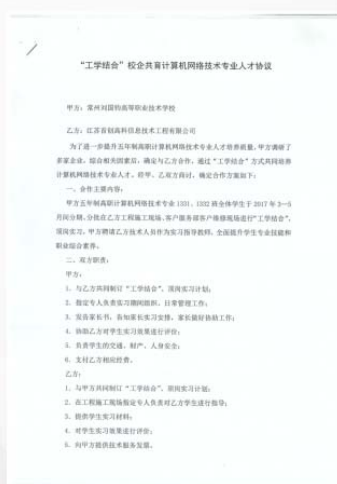 “工学结合”校企共育计算机网络技术专业人才协议
甲方：常州刘国钧高等职业技术学校
乙方：江苏首创高科信息技术工程有限公司
为了进一步提升五年制高职计算机网络技术专业人才培养质量，甲方调研了
多家企业，综合相关因素后，确定与乙方合作，通过“工学结合”方式共同培养
计算机网络技术专业人才。经甲、乙双方商讨，确定合作方案如下：
一、合作主要内容：
甲方五年制高职计算机网络技术专业 1331、1332 班全体学生于 2017 年 3-5
月间分期、分批在乙方工程施工现场、客户服务部客户维修现场进行“工学结合”、
顶岗实习，甲方聘请乙方技术人员作为实习指导教师，全面提升学生专业技能和
职业综合素养。
二、双方职责：
甲方：
1、与乙方共同制订“工学结合”、顶岗实习计划；
2、指定专人负责实习期间组织、日常管理工作；
3、发告家长书，告知家长实习安排，家长做好协助工作；
4、协助乙方对学生实习效果进行评价；
5、负责学生的交通、财产、人身安全；
6、支付乙方相应经费。
乙方：
1、与甲方共同制订“工学结合”、顶岗实习计划；
2、在工程施工现场指定专人负责对乙方学生进行指导；
3、提供学生实习材料；
4、对学生实习效果进行评价；
5、向甲方提供技术服务发票。